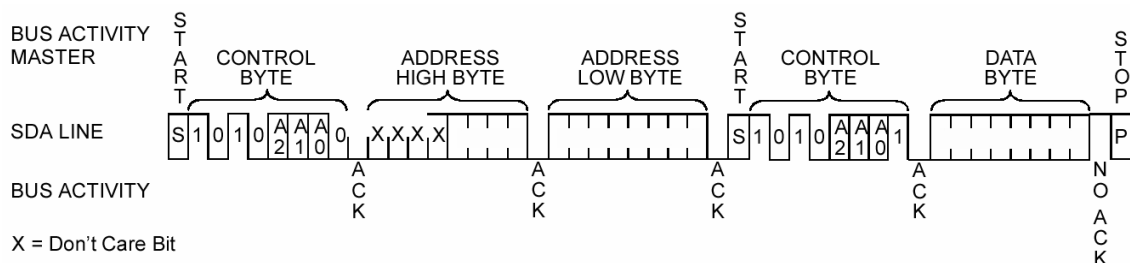 BUS ACTIVITY
MASTER
START
CONTROL
BYTE
ADDRESS
HIGH BYTE
ADDRESS
LOW BYTE
START
CONTROL
BYTE
DATA
BYTE
STOP
SDA LINE
S 1 0 1 0 A2 A1 A0 0 X X X X S 1 0 1 0 A2 A1 A0 1 P
BUS ACTIVITY
ACK
ACK
ACK
ACK
NO ACK
X = Don't Care Bit